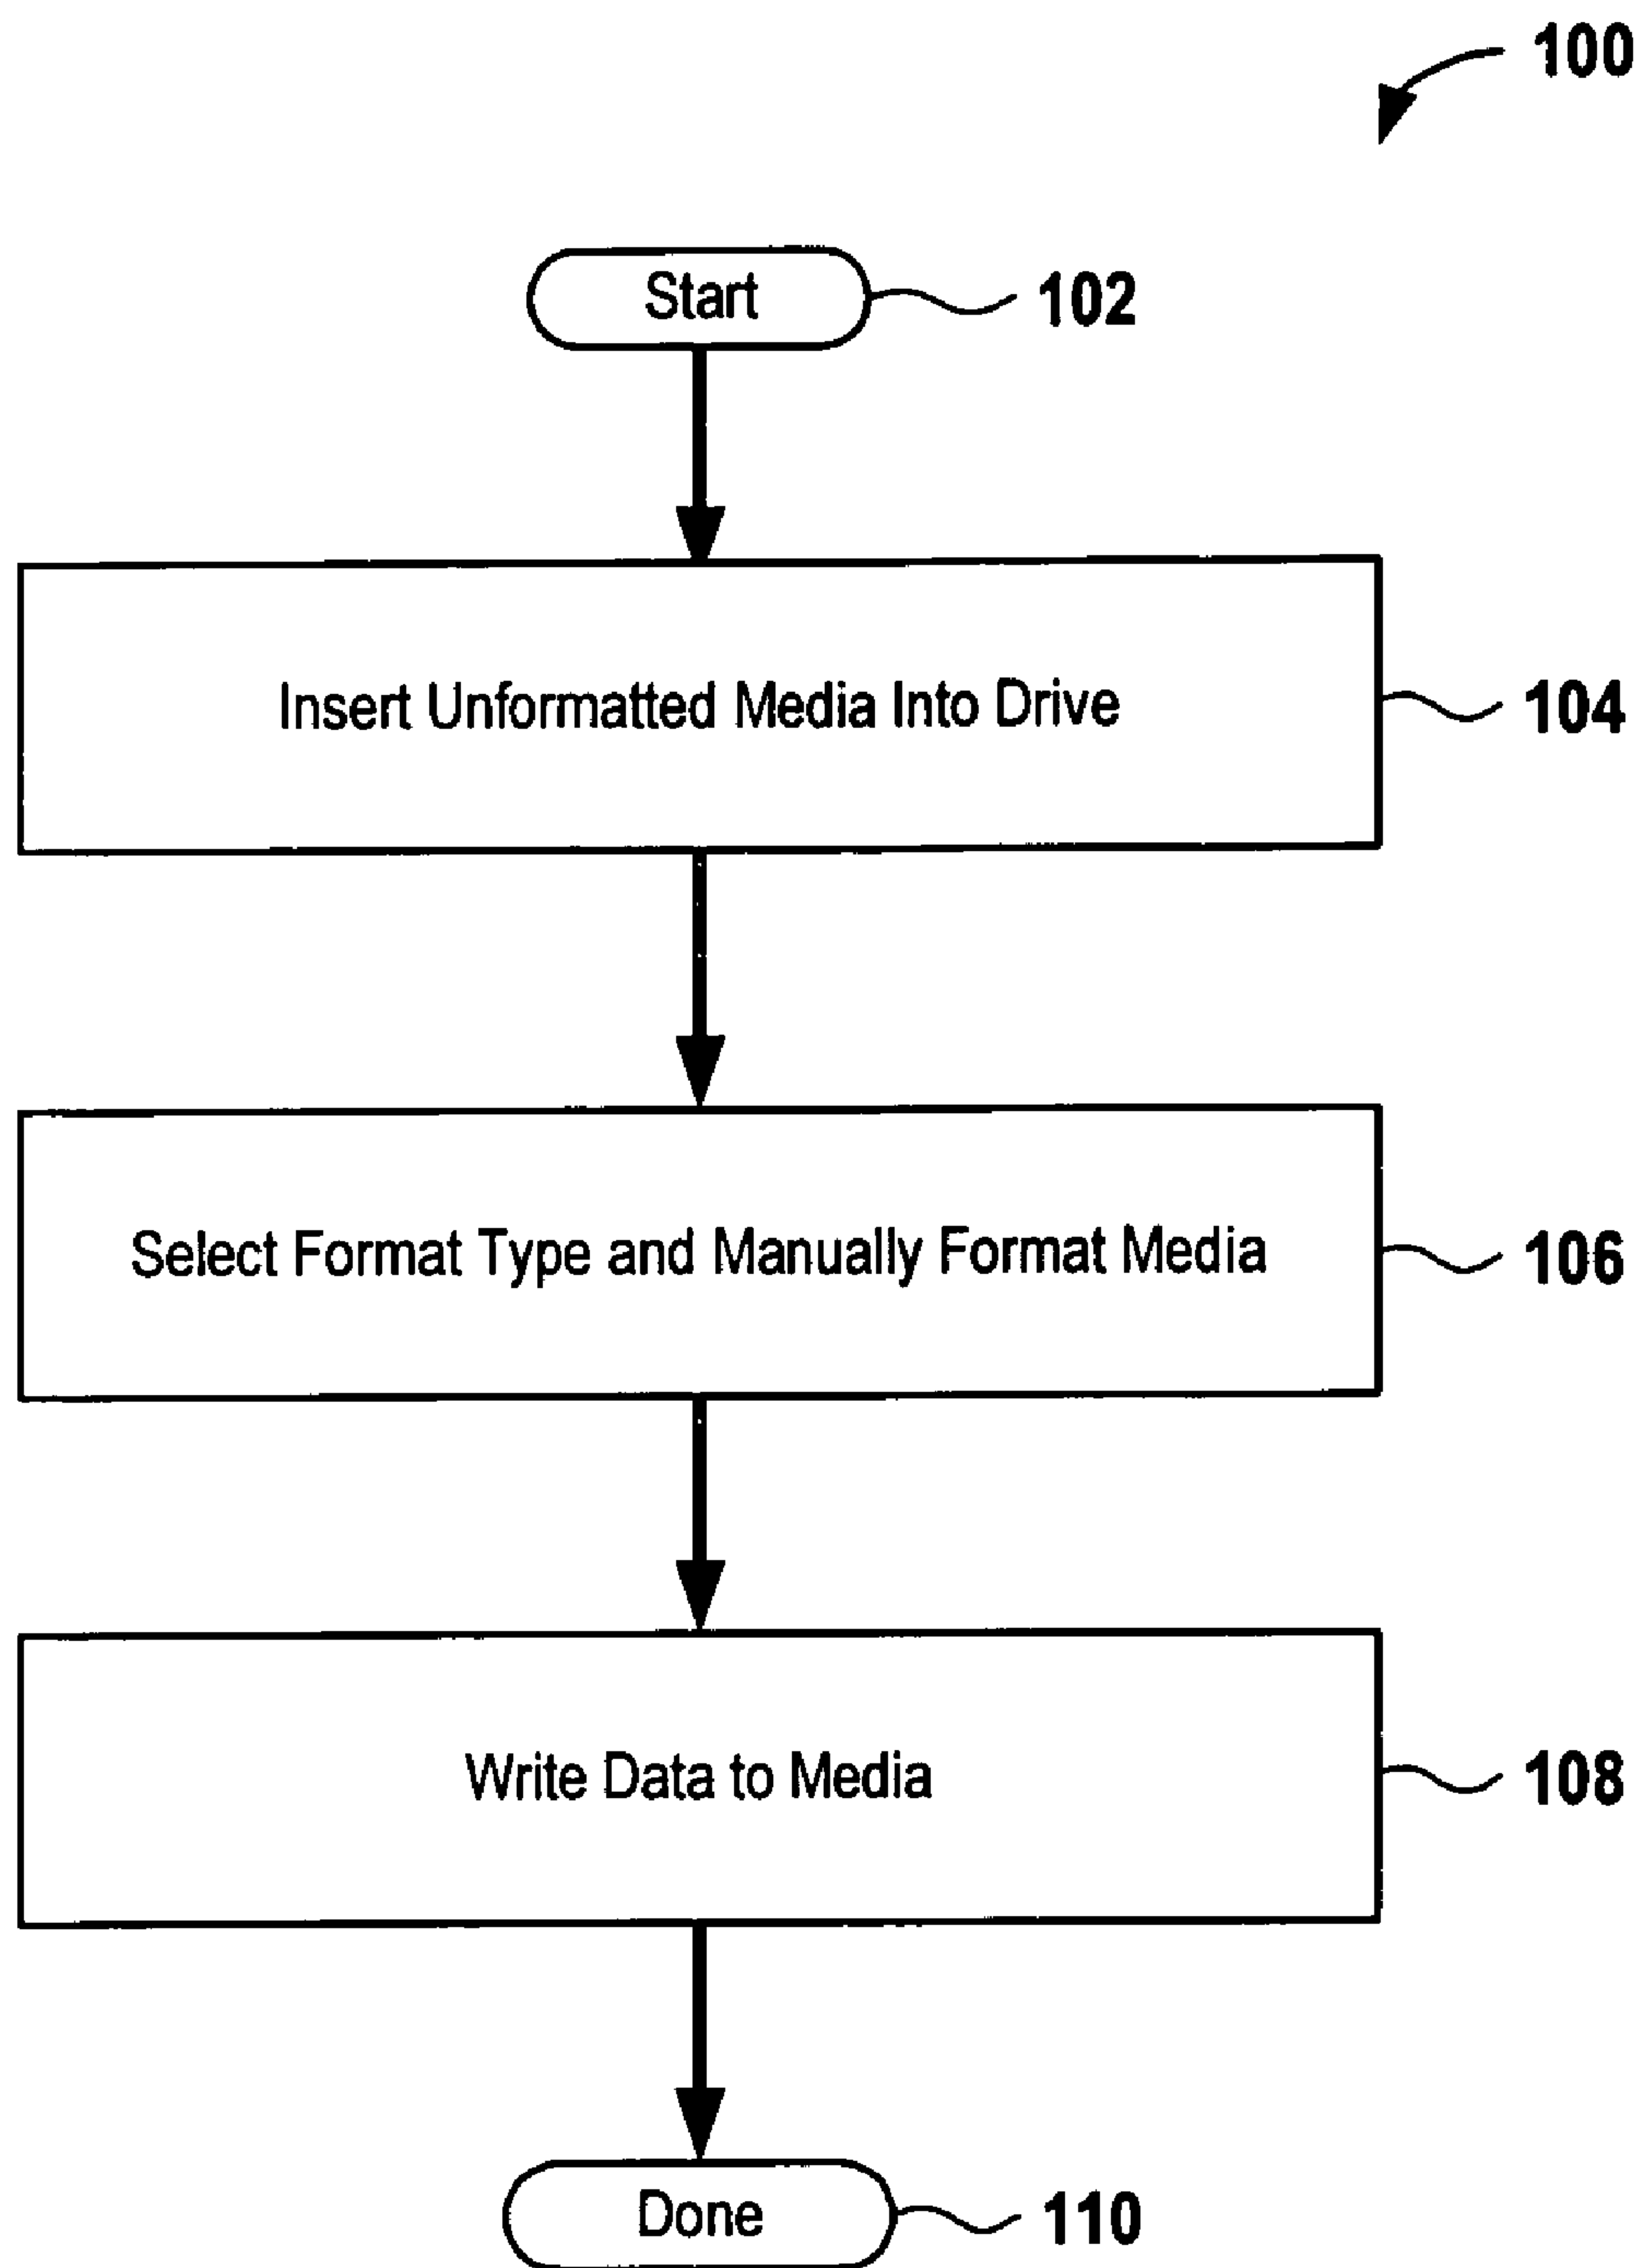 100
Start 102
Insert Unformatted Media Into Drive 104
Select Format Type and Manually Format Media 106
Write Data to Media 108
Done 110